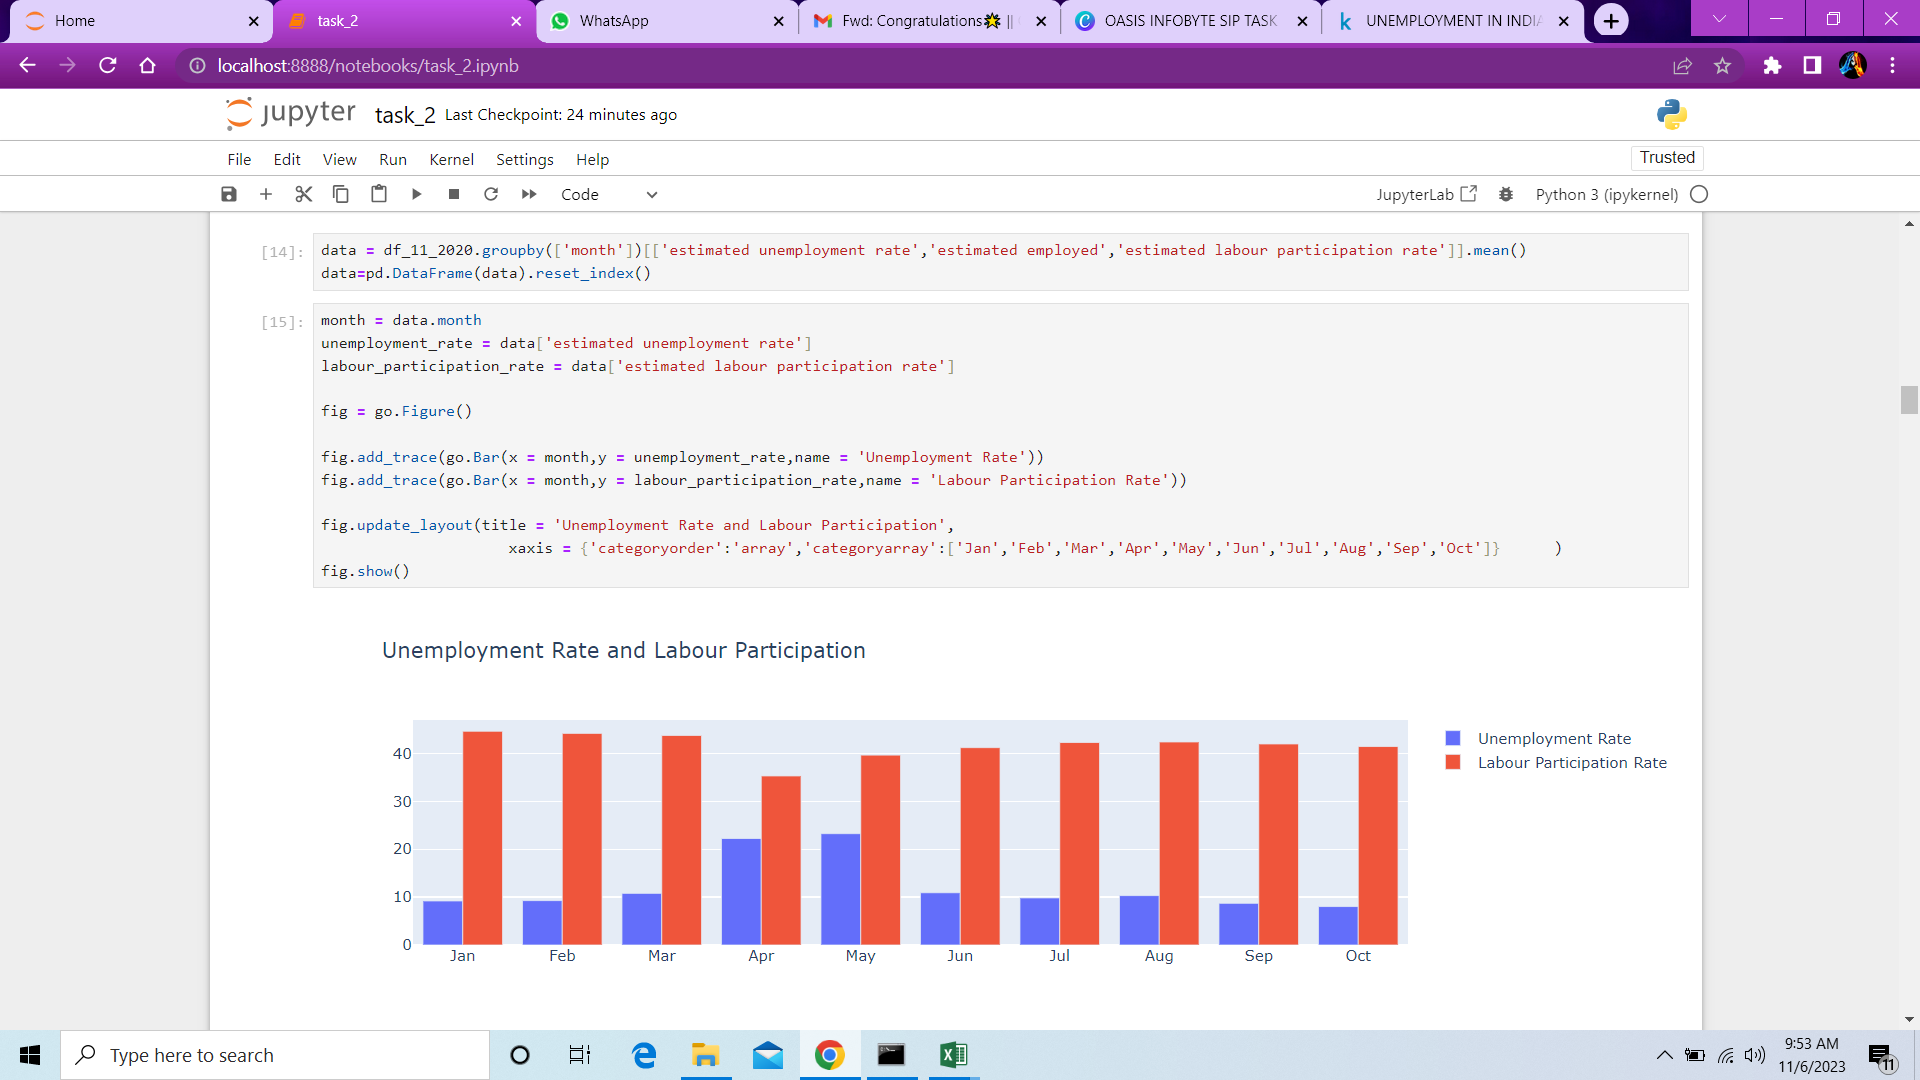 Home
task_2
WhatsApp
Fwd: Congratulations🌟 ||
OASIS INFOBYTE SIP TASK
UNEMPLOYMENT IN INDIA
localhost:8888/notebooks/task_2.ipynb
jupyter task_2 Last Checkpoint: 24 minutes ago
File Edit View Run Kernel Settings Help
Trusted
Code
JupyterLab
Python 3 (ipykernel)
[14]: data = df_11_2020.groupby(['month'])[['estimated unemployment rate','estimated employed','estimated labour participation rate']].mean()
data=pd.DataFrame(data).reset_index()
[15]: month = data.month
unemployment_rate = data['estimated unemployment rate']
labour_participation_rate = data['estimated labour participation rate']
fig = go.Figure()
fig.add_trace(go.Bar(x = month,y = unemployment_rate,name = 'Unemployment Rate'))
fig.add_trace(go.Bar(x = month,y = labour_participation_rate,name = 'Labour Participation Rate'))
fig.update_layout(title = 'Unemployment Rate and Labour Participation',
xaxis = {'categoryorder':'array','categoryarray':['Jan','Feb','Mar','Apr','May','Jun','Jul','Aug','Sep','Oct']} )
fig.show()
Unemployment Rate and Labour Participation
40
30
20
10
0
Jan Feb Mar Apr May Jun Jul Aug Sep Oct
Unemployment Rate
Labour Participation Rate
Type here to search
9:53 AM
11/6/2023
11